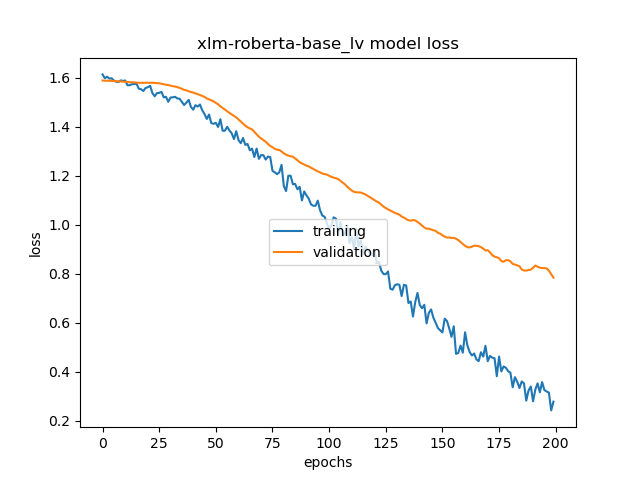 xlm-roberta-base_lv model loss
1.6
1.4
1.2
1.0
0.8
0.6
0.4
0.2
loss
training
validation
0 25 50 75 100 125 150 175 200
epochs